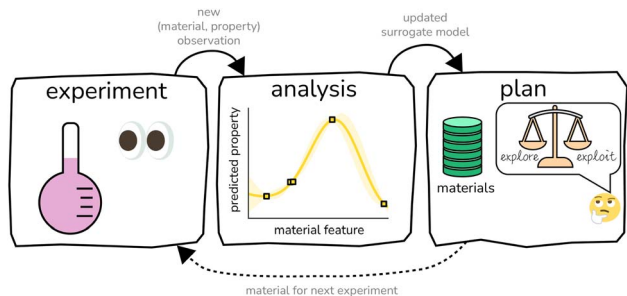 new
(material, property)
observation
updated
surrogate model
experiment
analysis
plan
predicted property
material feature
explore
exploit
materials
material for next experiment